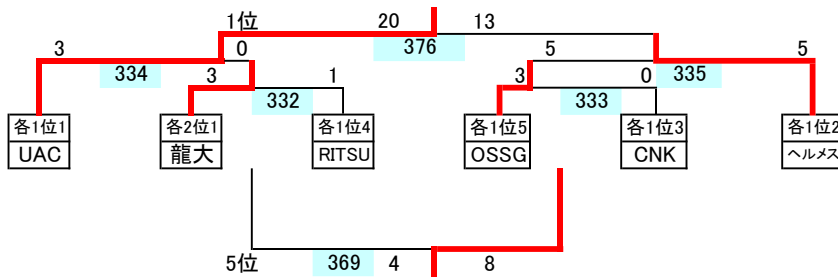 1位 20 13
376
3 0 5 5
334 3 1 3 0 335
332 333
各1位1 各2位1 各1位4 各1位5 各1位3 各1位2
UAC 龍大 RITSU OSSG CNK ヘルメス
5位 369 4 8